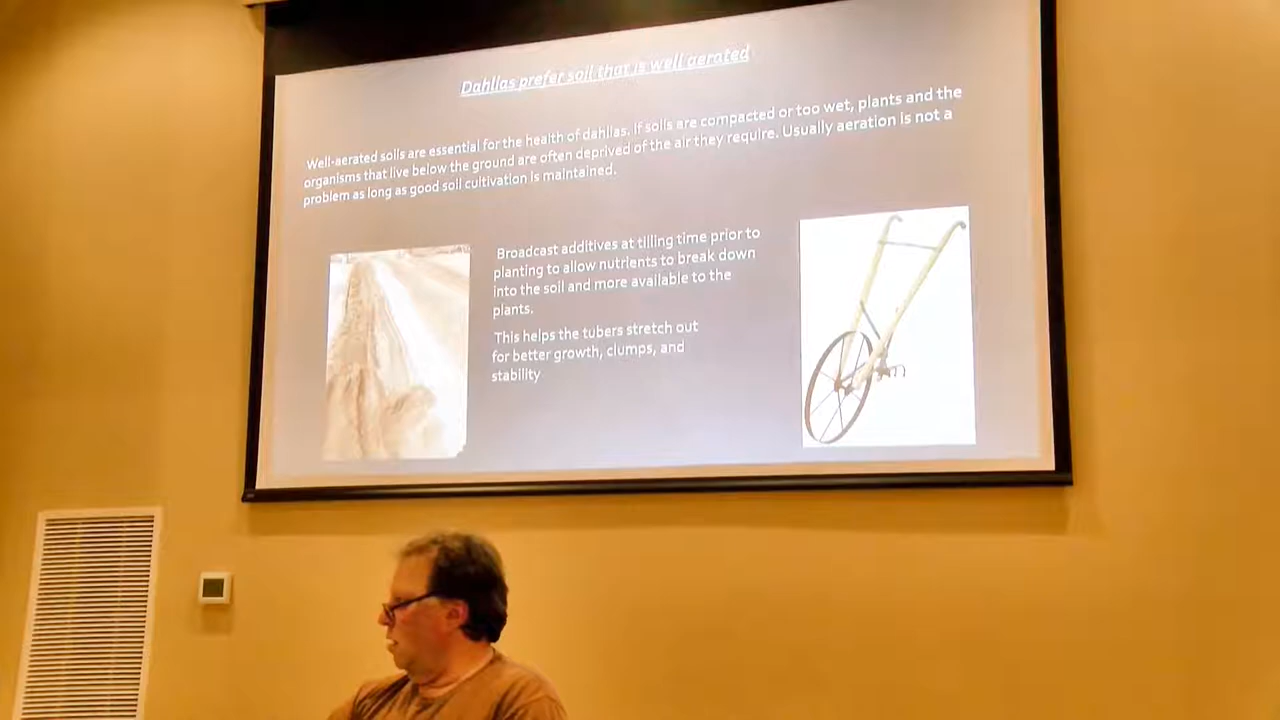 Dahlias prefer soil that is well aerated
Well-aerated soils are essential for the health of dahlias. If soils are compacted or too wet, plants and the
organisms that live below the ground are often deprived of the air they require. Usually aeration is not a
problem as long as good soil cultivation is maintained.
Broadcast additives at tilling time prior to
planting to allow nutrients to break down
into the soil and more available to the
plants.
This helps the tubers stretch out
for better growth, clumps, and
stability